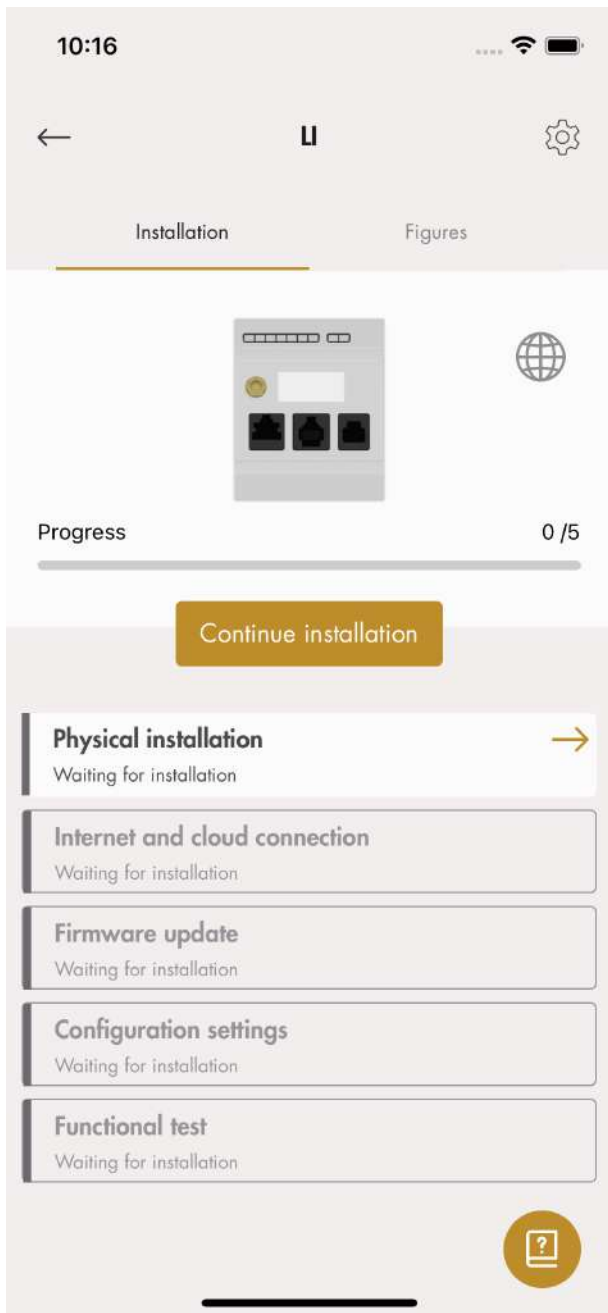 10:16
LI
Installation
Figures
Progress
0 /5
Continue installation
Physical installation
Waiting for installation
Internet and cloud connection
Waiting for installation
Firmware update
Waiting for installation
Configuration settings
Waiting for installation
Functional test
Waiting for installation
?